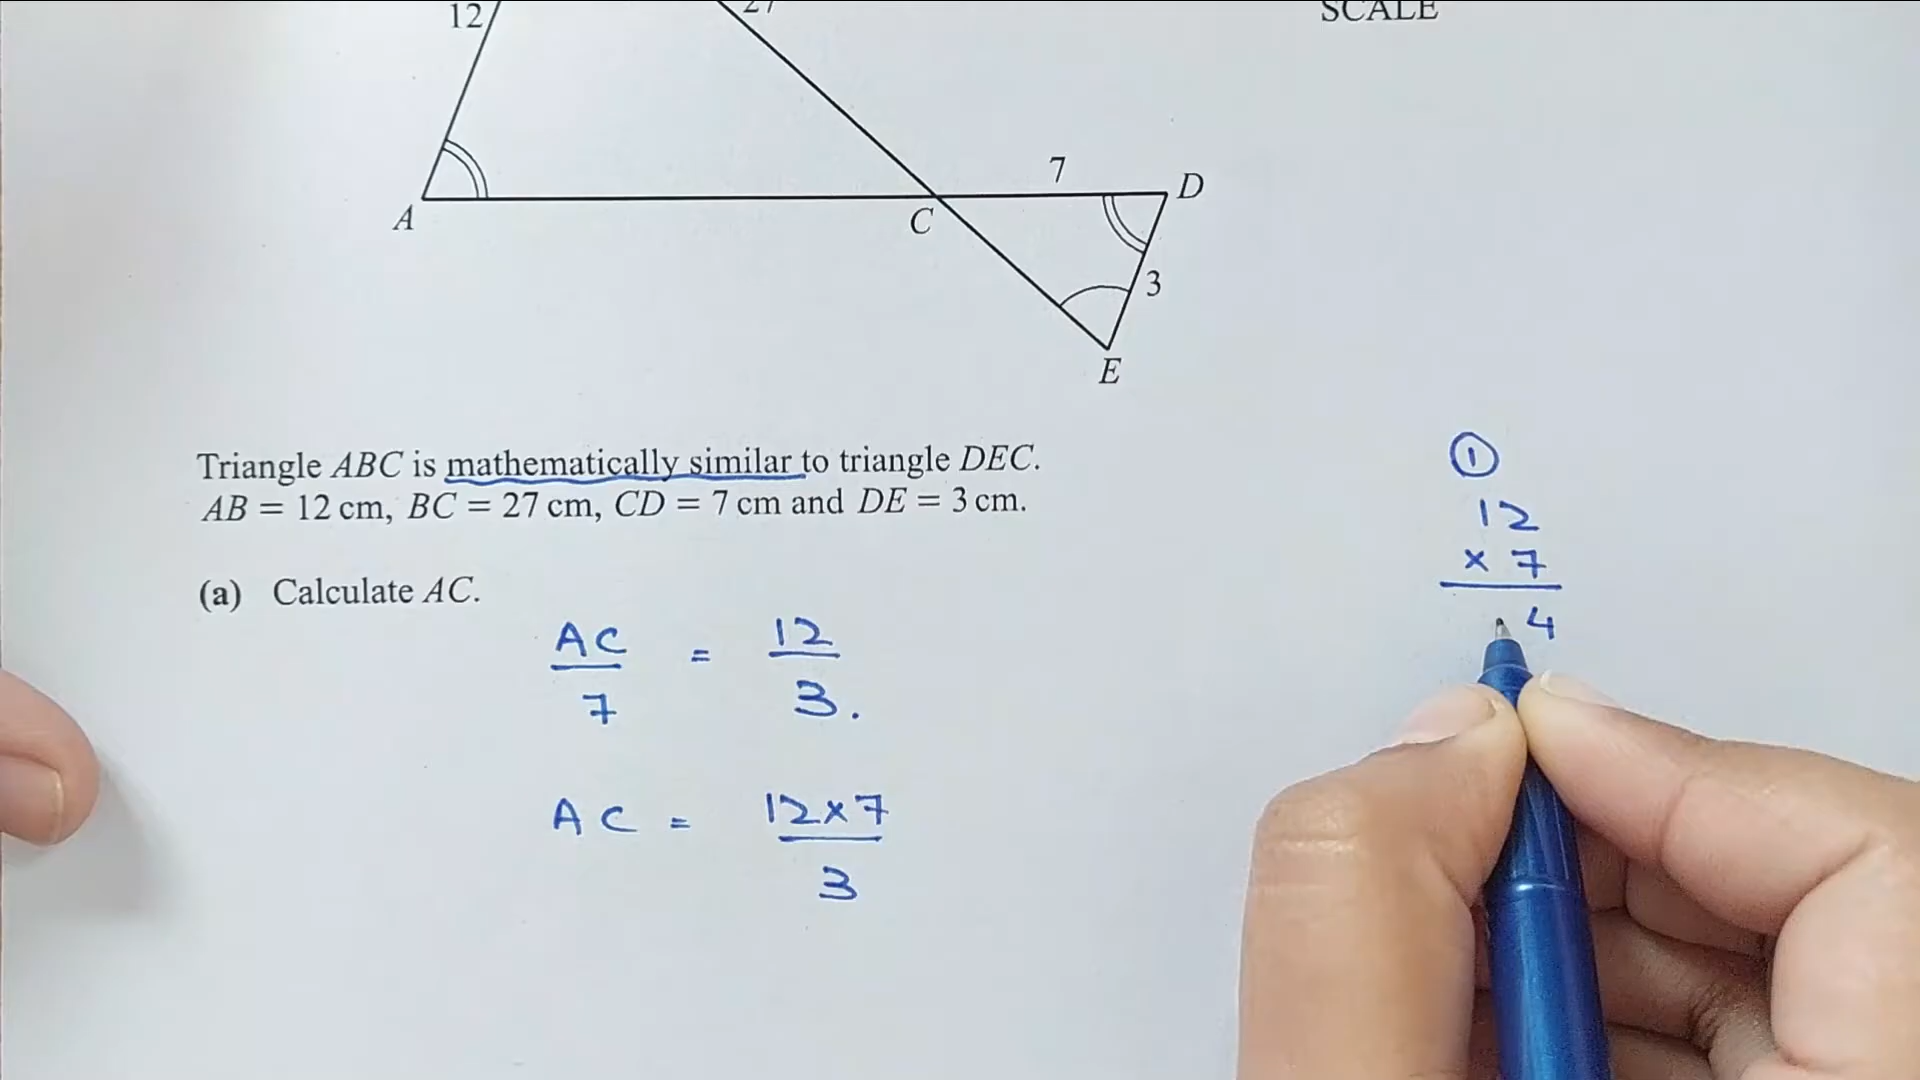 12
27
SCALE
7
D
A
C
3
E
Triangle ABC is mathematically similar to triangle DEC.
AB = 12 cm, BC = 27 cm, CD = 7 cm and DE = 3 cm.
(a) Calculate AC.
AC/7 = 12/3.
AC = 12×7/3
1
12
× 7
4